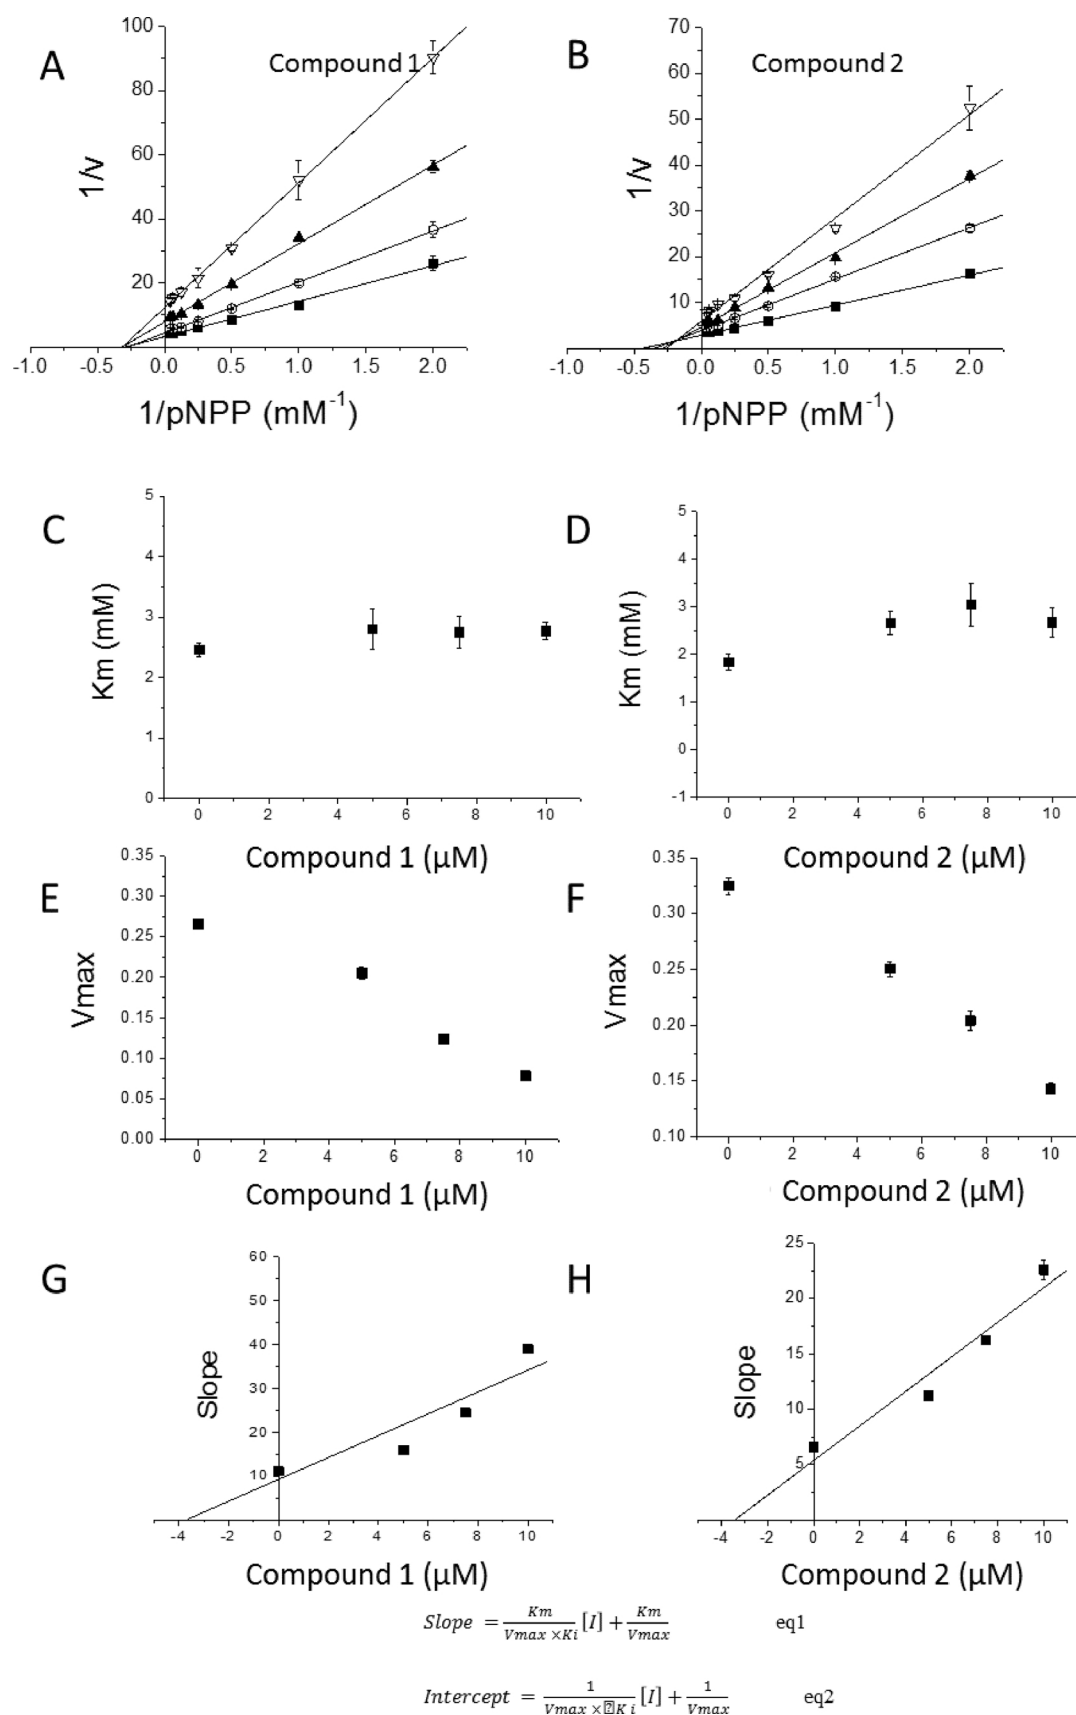 A
Compound 1
100
80
60
40
20
1/v
-1.0 -0.5 0.0 0.5 1.0 1.5 2.0
1/pNPP (mM-1)
B
Compound 2
70
60
50
40
30
20
10
1/v
-1.0 -0.5 0.0 0.5 1.0 1.5 2.0
1/pNPP (mM-1)
C
5
4
3
2
1
0
Km (mM)
0 2 4 6 8 10
Compound 1 (μM)
D
5
4
3
2
1
0
-1
Km (mM)
0 2 4 6 8 10
Compound 2 (μM)
E
0.35
0.30
0.25
0.20
0.15
0.10
0.05
0.00
Vmax
0 2 4 6 8 10
Compound 1 (μM)
F
0.35
0.30
0.25
0.20
0.15
0.10
Vmax
0 2 4 6 8 10
Compound 2 (μM)
G
60
50
40
30
20
10
Slope
-4 -2 0 2 4 6 8 10
Compound 1 (μM)
H
25
20
15
10
5
Slope
-4 -2 0 2 4 6 8 10
Compound 2 (μM)
Slope = Km / Vmax × Ki [I] + Km / Vmax eq1
Intercept = 1 / Vmax × ⍰Ki [I] + 1 / Vmax eq2